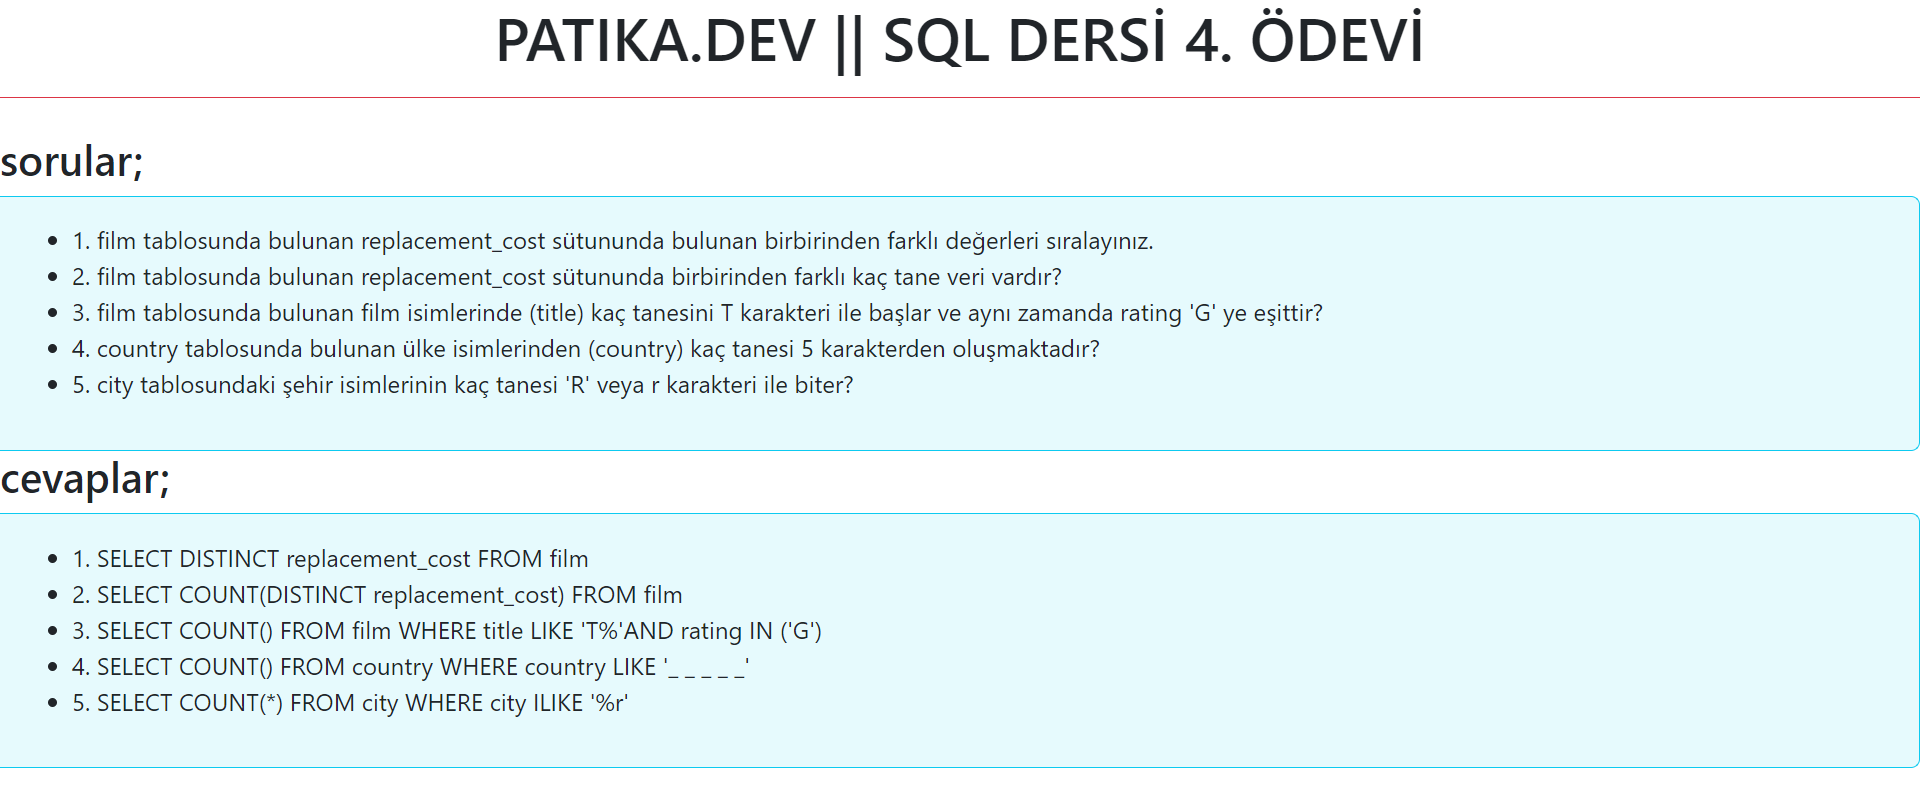 PATIKA.DEV || SQL DERSİ 4. ÖDEVİ
sorular;
1. film tablosunda bulunan replacement_cost sütununda bulunan birbirinden farklı değerleri sıralayınız.
2. film tablosunda bulunan replacement_cost sütununda birbirinden farklı kaç tane veri vardır?
3. film tablosunda bulunan film isimlerinde (title) kaç tanesini T karakteri ile başlar ve aynı zamanda rating 'G' ye eşittir?
4. country tablosunda bulunan ülke isimlerinden (country) kaç tanesi 5 karakterden oluşmaktadır?
5. city tablosundaki şehir isimlerinin kaç tanesi 'R' veya r karakteri ile biter?
cevaplar;
1. SELECT DISTINCT replacement_cost FROM film
2. SELECT COUNT(DISTINCT replacement_cost) FROM film
3. SELECT COUNT() FROM film WHERE title LIKE 'T%'AND rating IN ('G')
4. SELECT COUNT() FROM country WHERE country LIKE '_ _ _ _ _'
5. SELECT COUNT(*) FROM city WHERE city ILIKE '%r'